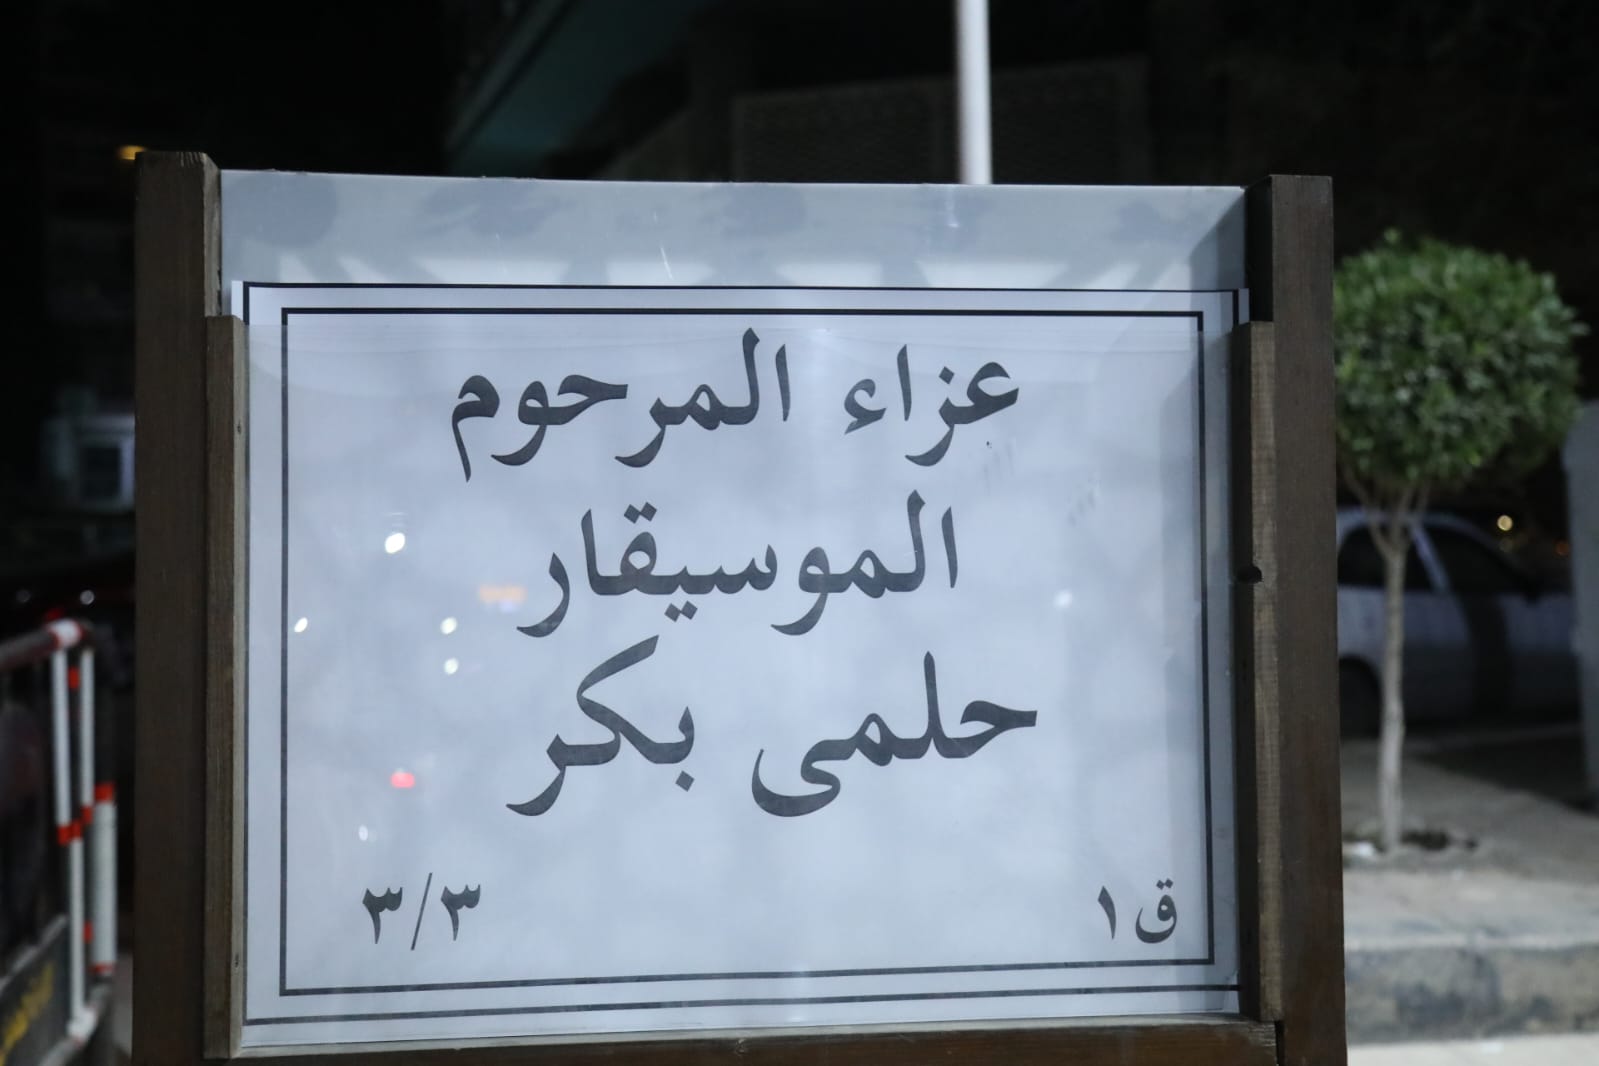 عزاء المرحوم
الموسيقار
حلمى بكر
ق ١
٣/٣